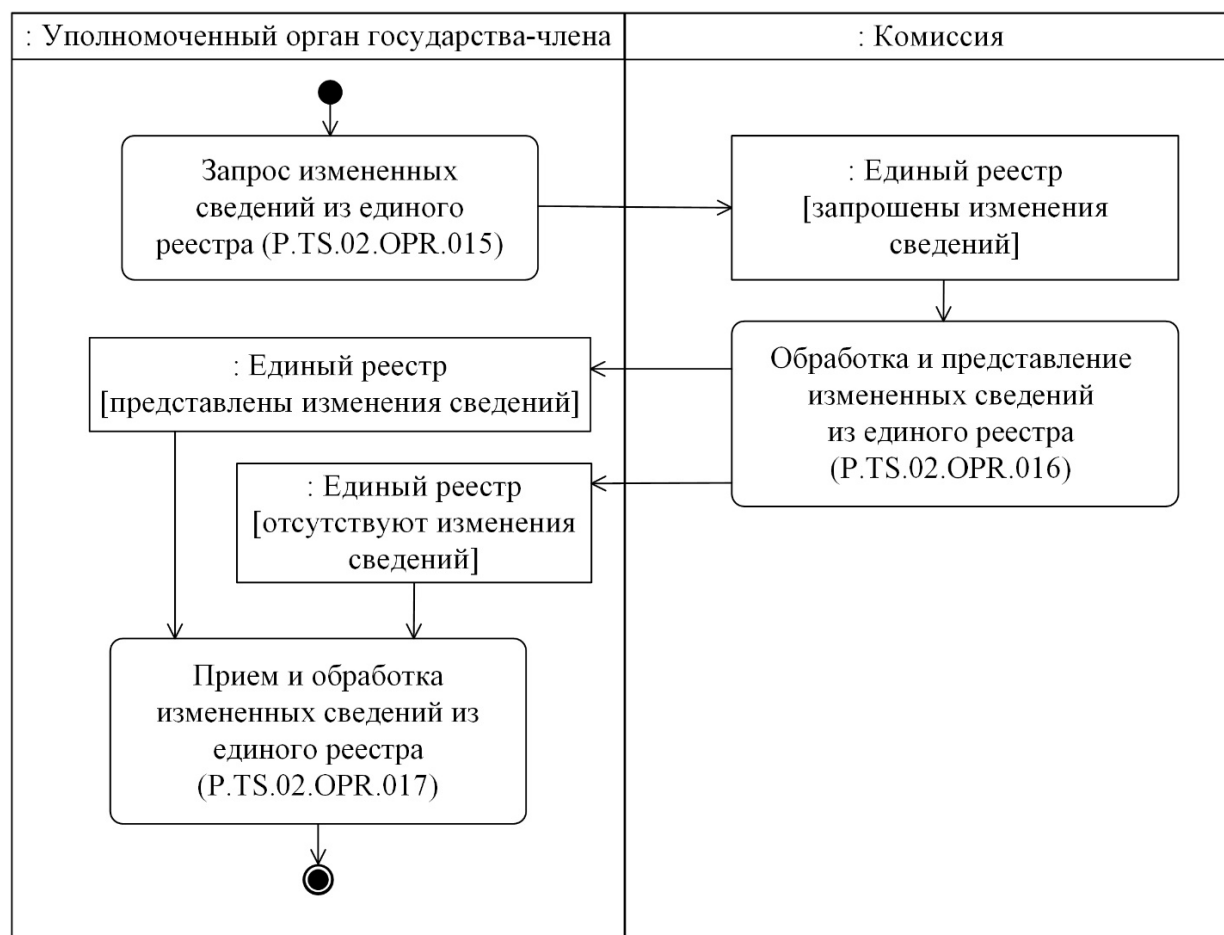 : Уполномоченный орган государства-члена
: Комиссия
Запрос измененных
сведений из единого
реестра (P.TS.02.OPR.015)
: Единый реестр
[запрошены изменения
сведений]
: Единый реестр
[представлены изменения сведений]
Обработка и представление
измененных сведений
из единого реестра
(P.TS.02.OPR.016)
: Единый реестр
[отсутствуют изменения
сведений]
Прием и обработка
измененных сведений из
единого реестра
(P.TS.02.OPR.017)